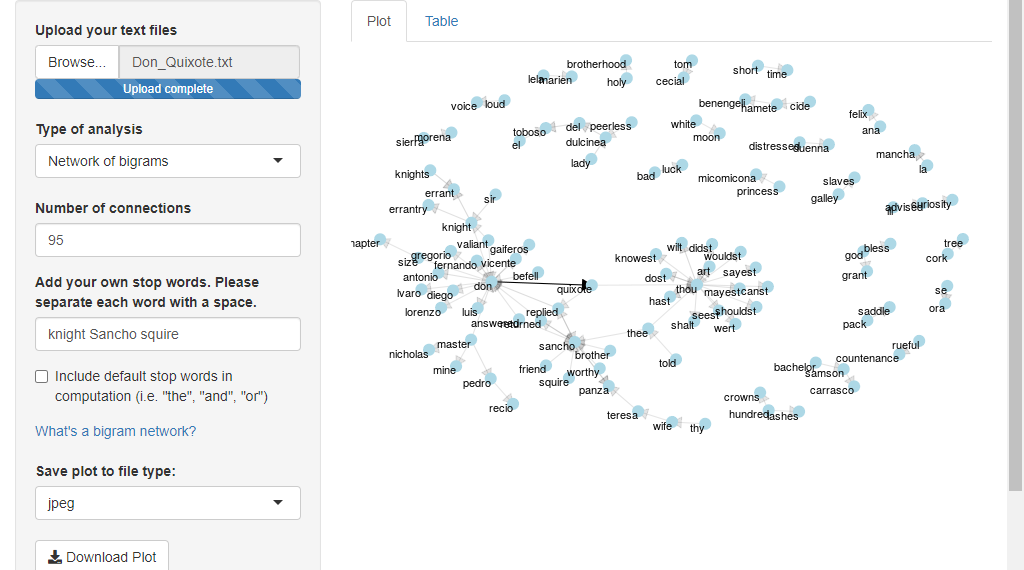 Upload your text files
Browse...
Don_Quixote.txt
Upload complete
Type of analysis
Network of bigrams
Number of connections
95
Add your own stop words. Please
separate each word with a space.
knight Sancho squire
Include default stop words in
computation (i.e. "the", "and", "or")
What's a bigram network?
Save plot to file type:
jpeg
Download Plot
Plot
Table
brotherhood
tom
short
time
lela
marien
holy
cecial
voice
loud
benengeli
hamete
cide
felix
ana
toboso
del
peerless
white
moon
sierra
morena
el
dulcinea
distressed
duenna
mancha
la
lady
knights
bad
luck
micomicona
princess
slaves
galley
errant
sir
errantry
advised
curiosity
knight
hapter
valiant
gaiferos
wilt
didst
bless
tree
size
gregorio
fernando
vicente
knowest
wouldst
god
cork
antonio
befell
dost
art
sayest
grant
lvaro
diego
don
quixote
thou
mayest
canst
se
lorenzo
luis
replied
hast
seest
shouldst
saddle
ora
answered
returned
thee
shalt
wert
pack
nicholas
master
sancho
brother
rueful
mine
friend
worthy
told
countenance
pedro
squire
panza
bachelor
samson
carrasco
recio
teresa
wife
thy
crowns
hundred
lashes